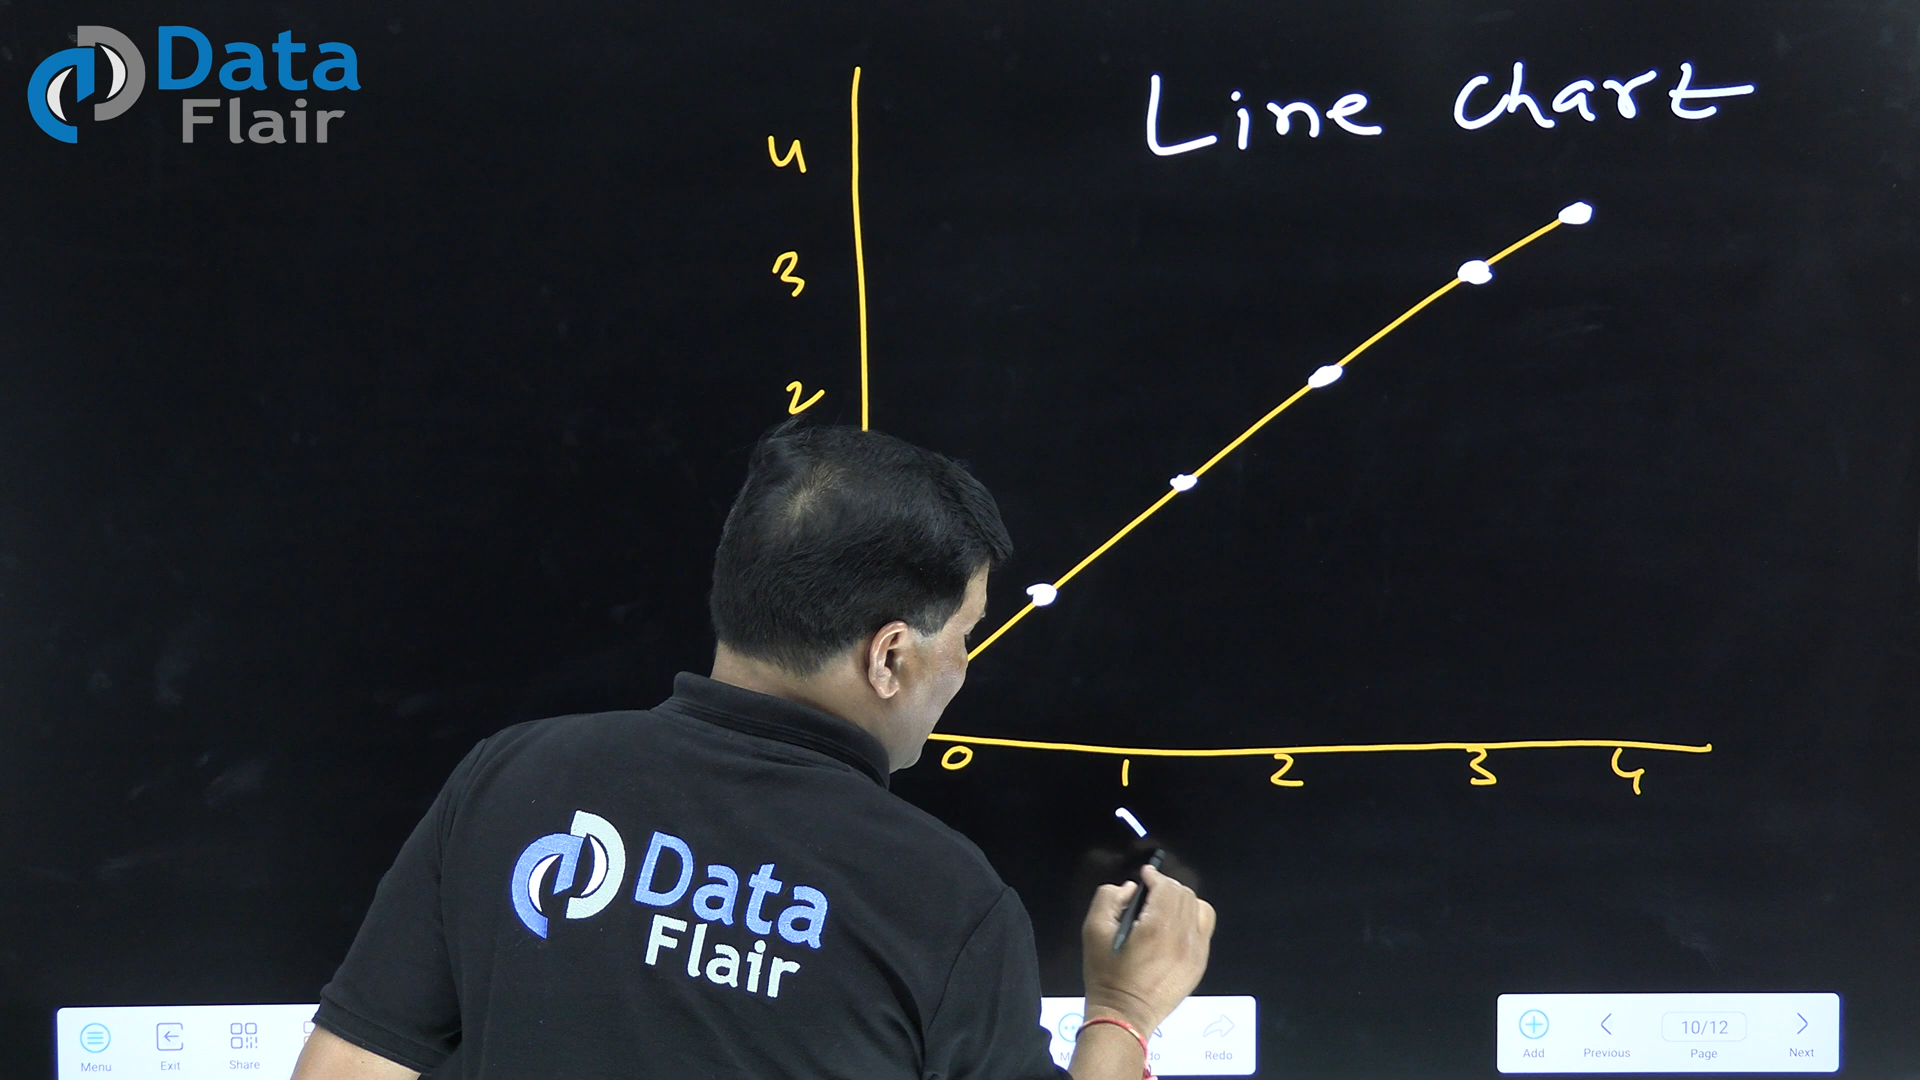 Data
Flair
Line chart
4
3
2
0 1 2 3 4
Data
Flair
Menu Exit Share Redo
Add Previous 10/12 Page Next